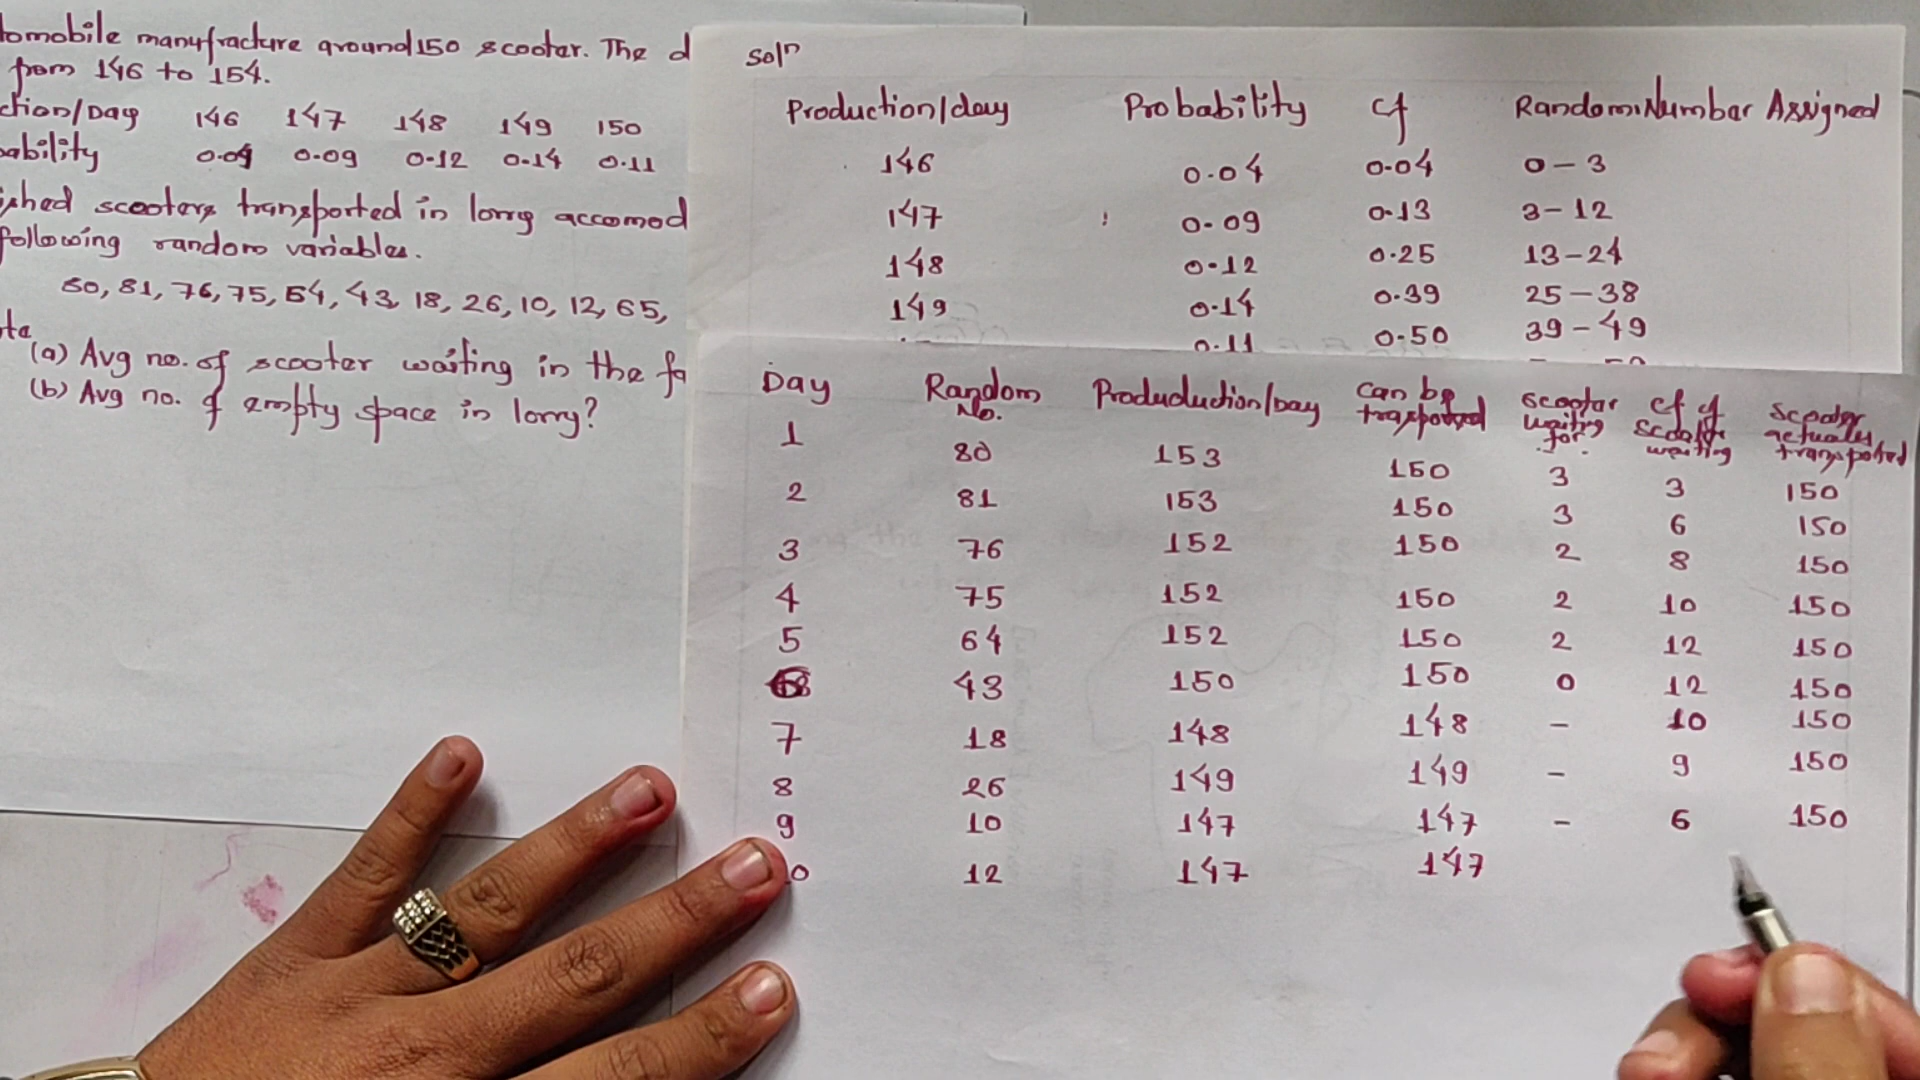 tomobile manufracture around 150 scooter. The d
from 146 to 154.
ction/Day 146 147 148 149 150
bability 0.04 0.09 0.12 0.14 0.11
ished scooters transported in lorry accomod
following random variables.
80, 81, 76, 75, 64, 43, 18, 26, 10, 12, 65,
te
(a) Avg no. of scooter waiting in the fa
(b) Avg no. of empty space in lorry?
Solⁿ
Production/day Probability cf Random Number Assigned
146 0.04 0.04 0-3
147 0.09 0.13 3-12
148 0.12 0.25 13-24
149 0.14 0.39 25-38
0.11 0.50 39-49
Day Random No. Produduction/Day can be trasported scooter waiting for cf of scooter waiting scooter actually transported
1 80 153 150 3 3 150
2 81 153 150 3 6 150
3 76 152 150 2 8 150
4 75 152 150 2 10 150
5 64 152 150 2 12 150
43 150 150 0 12 150
7 18 148 148 - 10 150
8 26 149 149 - 9 150
9 10 147 147 - 6 150
0 12 147 147